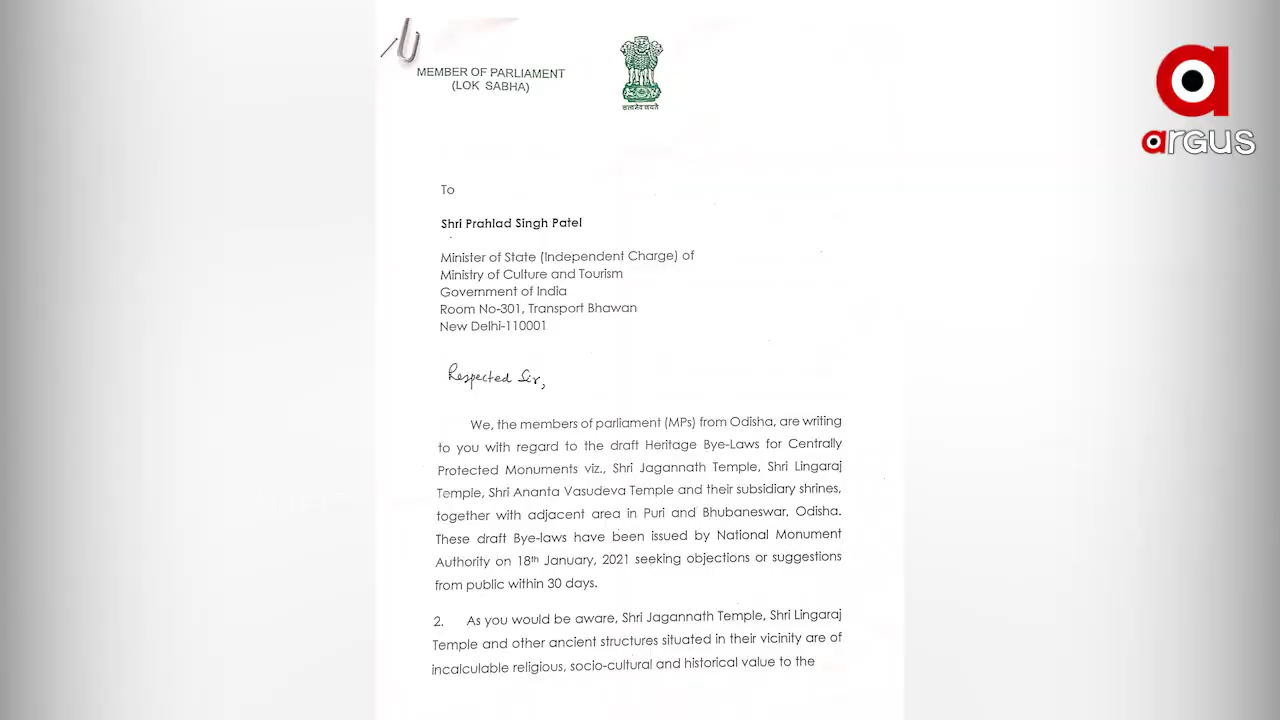 MEMBER OF PARLIAMENT
(LOK SABHA)
सत्यमेव जयते
argus
To
Shri Prahlad Singh Patel
Minister of State (Independent Charge) of
Ministry of Culture and Tourism
Government of India
Room No-301, Transport Bhawan
New Delhi-110001
Respected Sir,
We, the members of parliament (MPs) from Odisha, are writing
to you with regard to the draft Heritage Bye-Laws for Centrally
Protected Monuments viz., Shri Jagannath Temple, Shri Lingaraj
Temple, Shri Ananta Vasudeva Temple and their subsidiary shrines,
together with adjacent area in Puri and Bhubaneswar, Odisha.
These draft Bye-laws have been issued by National Monument
Authority on 18th January, 2021 seeking objections or suggestions
from public within 30 days.
2. As you would be aware, Shri Jagannath Temple, Shri Lingaraj
Temple and other ancient structures situated in their vicinity are of
incalculable religious, socio-cultural and historical value to the